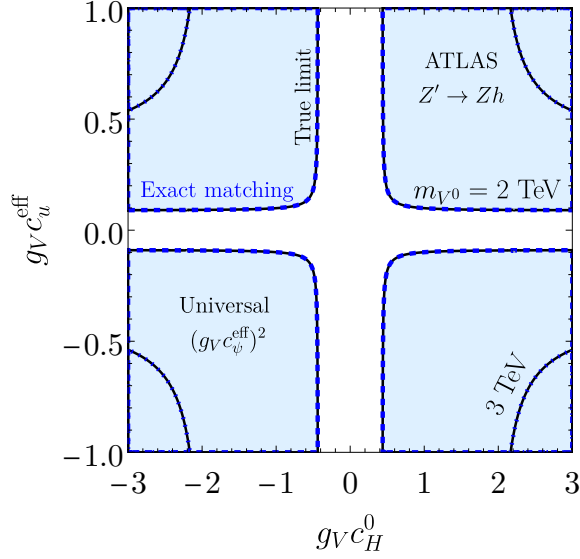 1.0
0.5
0.0
−0.5
−1.0
g_V c_u^eff
True limit
ATLAS
Z′ → Zh
Exact matching
m_{V^0} = 2 TeV
Universal
(g_V c_ψ^eff)^2
3 TeV
−3 −2 −1 0 1 2 3
g_V c_H^0